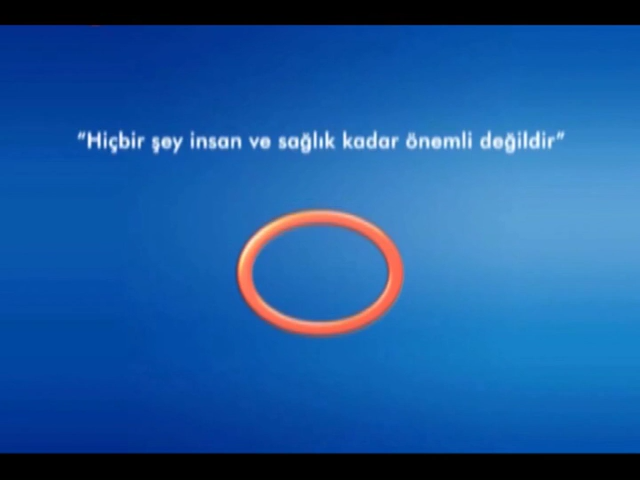 “Hiçbir şey insan ve sağlık kadar önemli değildir”